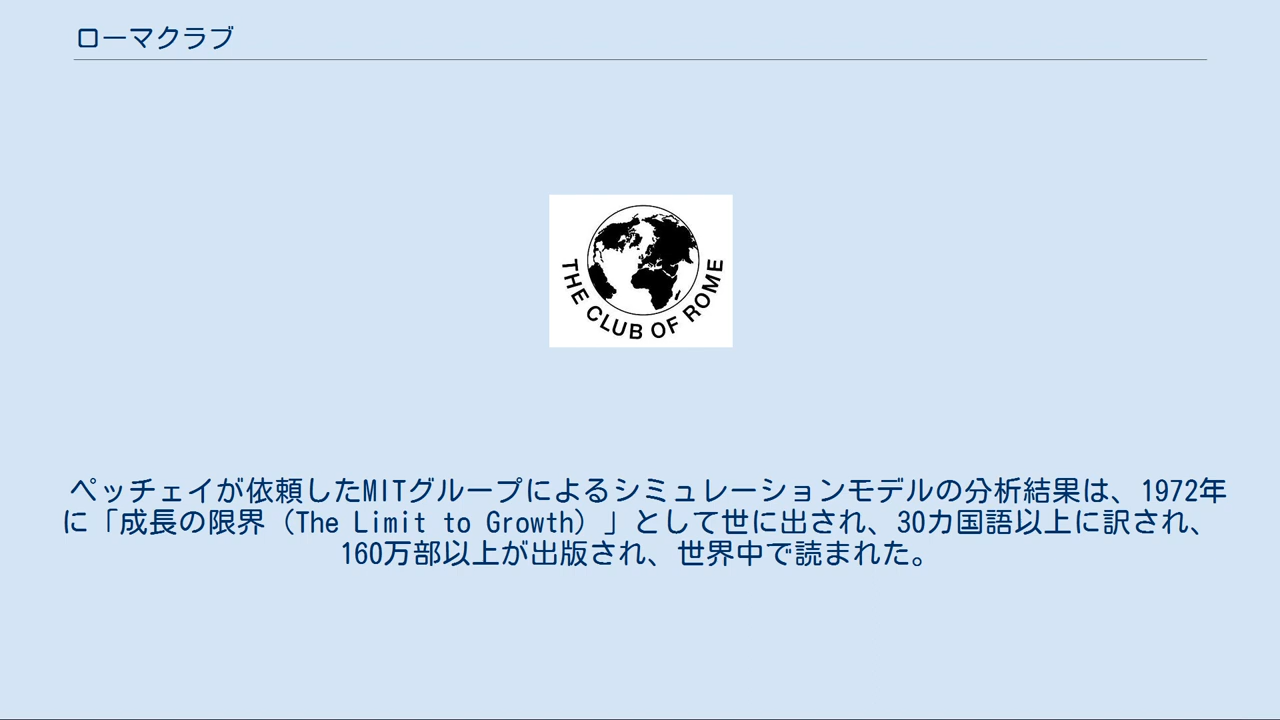 ローマクラブ
THE CLUB OF ROME
ペッチェイが依頼したMITグループによるシミュレーションモデルの分析結果は、1972年
に「成長の限界（The Limit to Growth）」として世に出され、30カ国語以上に訳され、
160万部以上が出版され、世界中で読まれた。